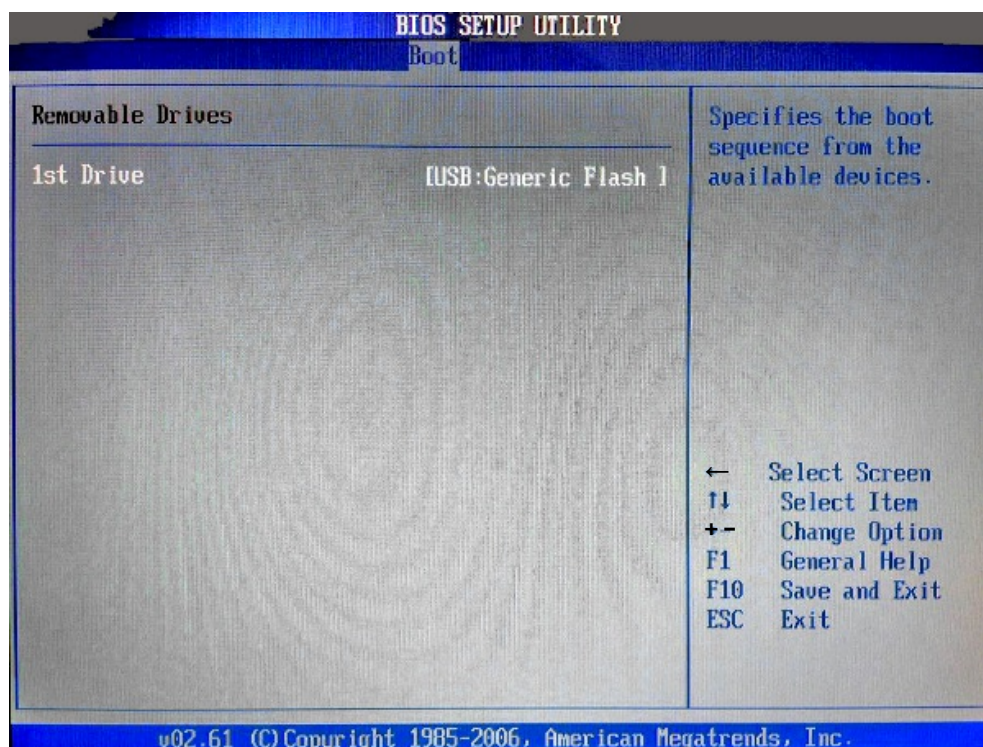 BIOS SETUP UTILITY
Boot
Removable Drives
1st Drive [USB:Generic Flash ]
Specifies the boot
sequence from the
available devices.
← Select Screen
↑↓ Select Item
+- Change Option
F1 General Help
F10 Save and Exit
ESC Exit
v02.61 (C)Copyright 1985-2006, American Megatrends, Inc.